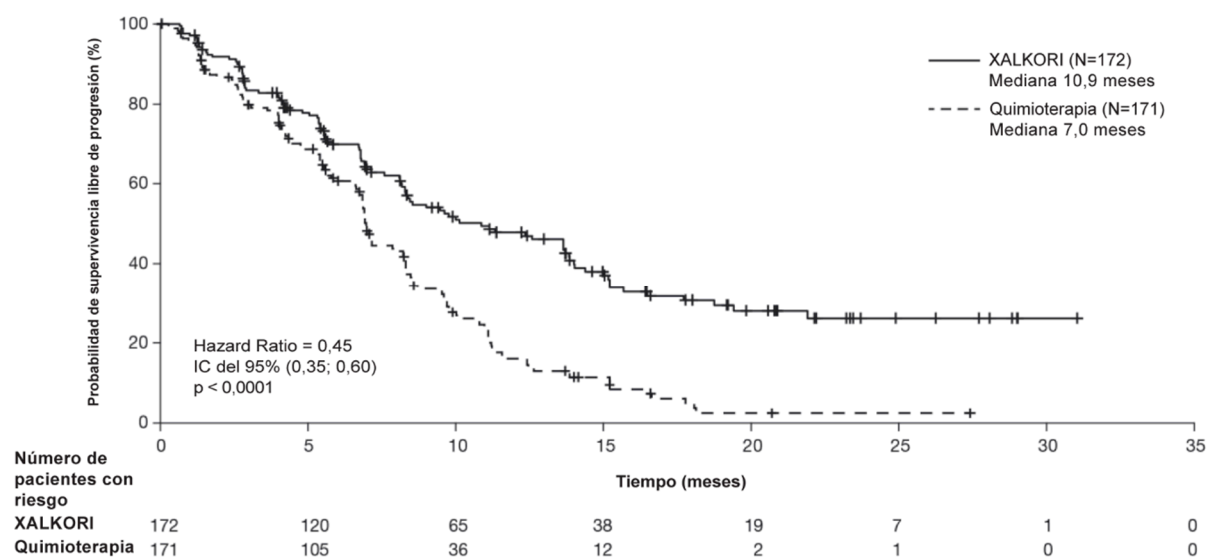 Probabilidad de supervivencia libre de progresión (%)
100
80
60
40
20
0
XALKORI (N=172)
Mediana 10,9 meses
Quimioterapia (N=171)
Mediana 7,0 meses
Hazard Ratio = 0,45
IC del 95% (0,35; 0,60)
p < 0,0001
0 5 10 15 20 25 30 35
Tiempo (meses)
Número de
pacientes con
riesgo
XALKORI 172 120 65 38 19 7 1 0
Quimioterapia 171 105 36 12 2 1 0 0